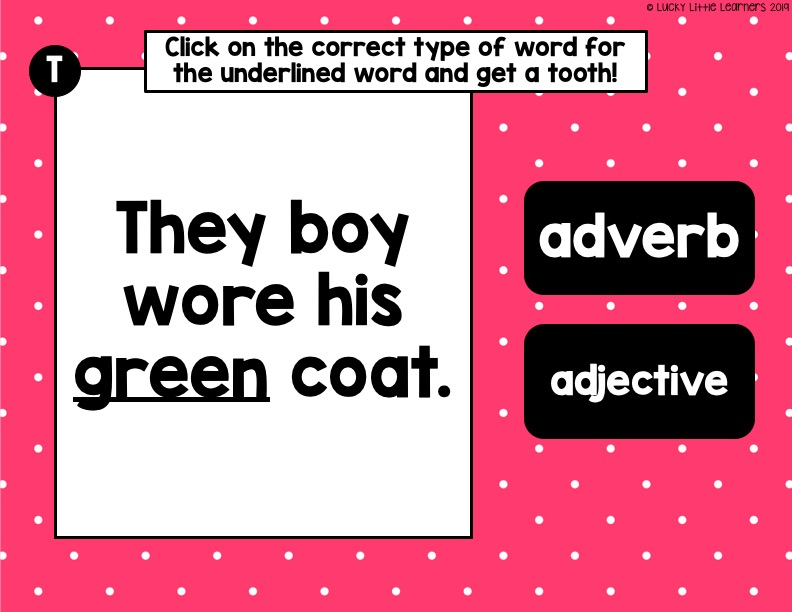 © Lucky Little Learners 2019
Click on the correct type of word for
the underlined word and get a tooth!
T
They boy
wore his
green coat.
adverb
adjective